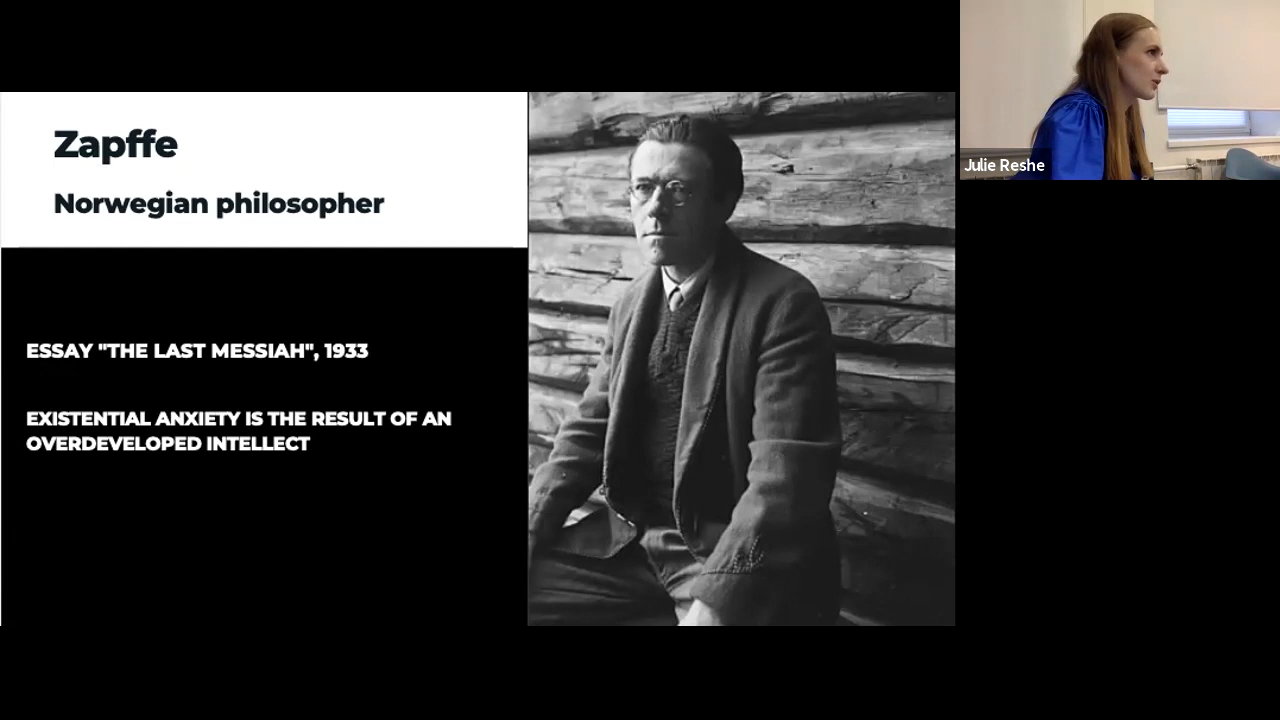 Zapffe
Norwegian philosopher
ESSAY "THE LAST MESSIAH", 1933
EXISTENTIAL ANXIETY IS THE RESULT OF AN
OVERDEVELOPED INTELLECT
Julie Reshe